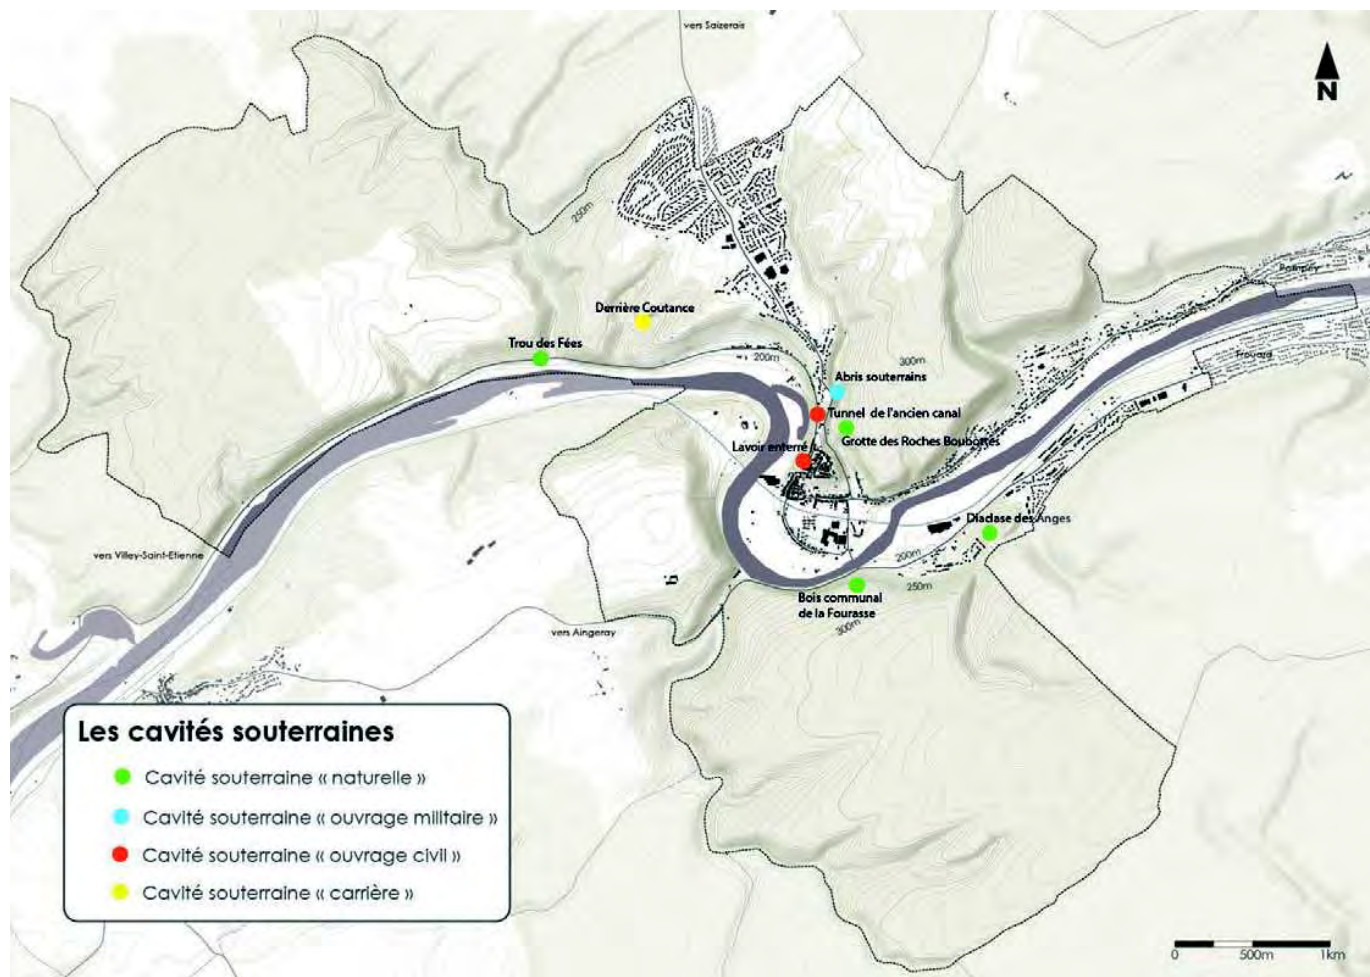 vers Saizerais
N
250m
Derrière Coutance
Trou des Fées
200m
300m
Abris souterrains
Tunnel de l'ancien canal
Grotte des Roches Boubottes
Lavoir enterré
Pompey
Frouard
Diaclase des Anges
vers Villey-Saint-Etienne
200m
250m
Bois communal
de la Fourasse
300m
vers Aingeray
Les cavités souterraines
Cavité souterraine « naturelle »
Cavité souterraine « ouvrage militaire »
Cavité souterraine « ouvrage civil »
Cavité souterraine « carrière »
0 500m 1km